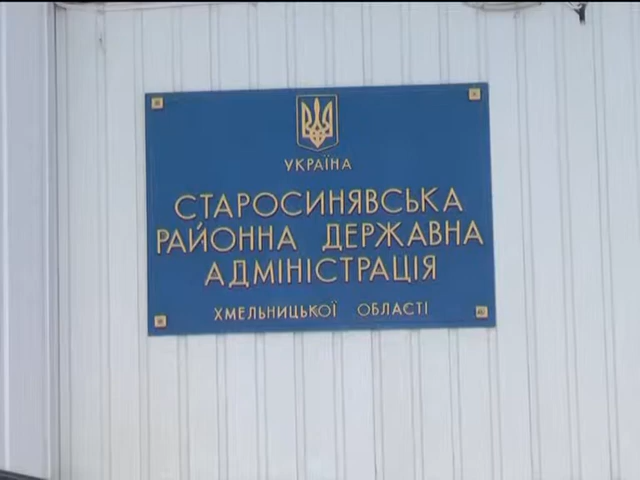 УКРАЇНА
СТАРОСИНЯВСЬКА
РАЙОННА ДЕРЖАВНА
АДМІНІСТРАЦІЯ
ХМЕЛЬНИЦЬКОЇ ОБЛАСТІ